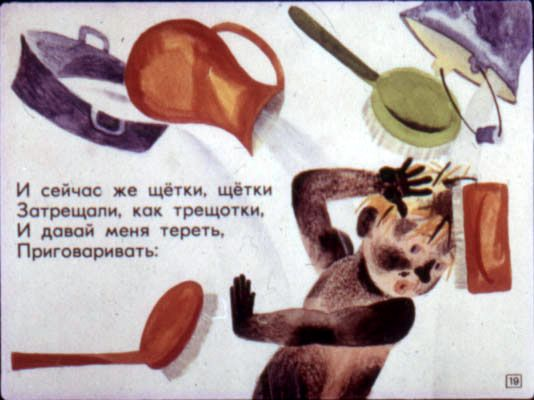 И сейчас же щётки, щётки
Затрещали, как трещотки,
И давай меня тереть,
Приговаривать:
19